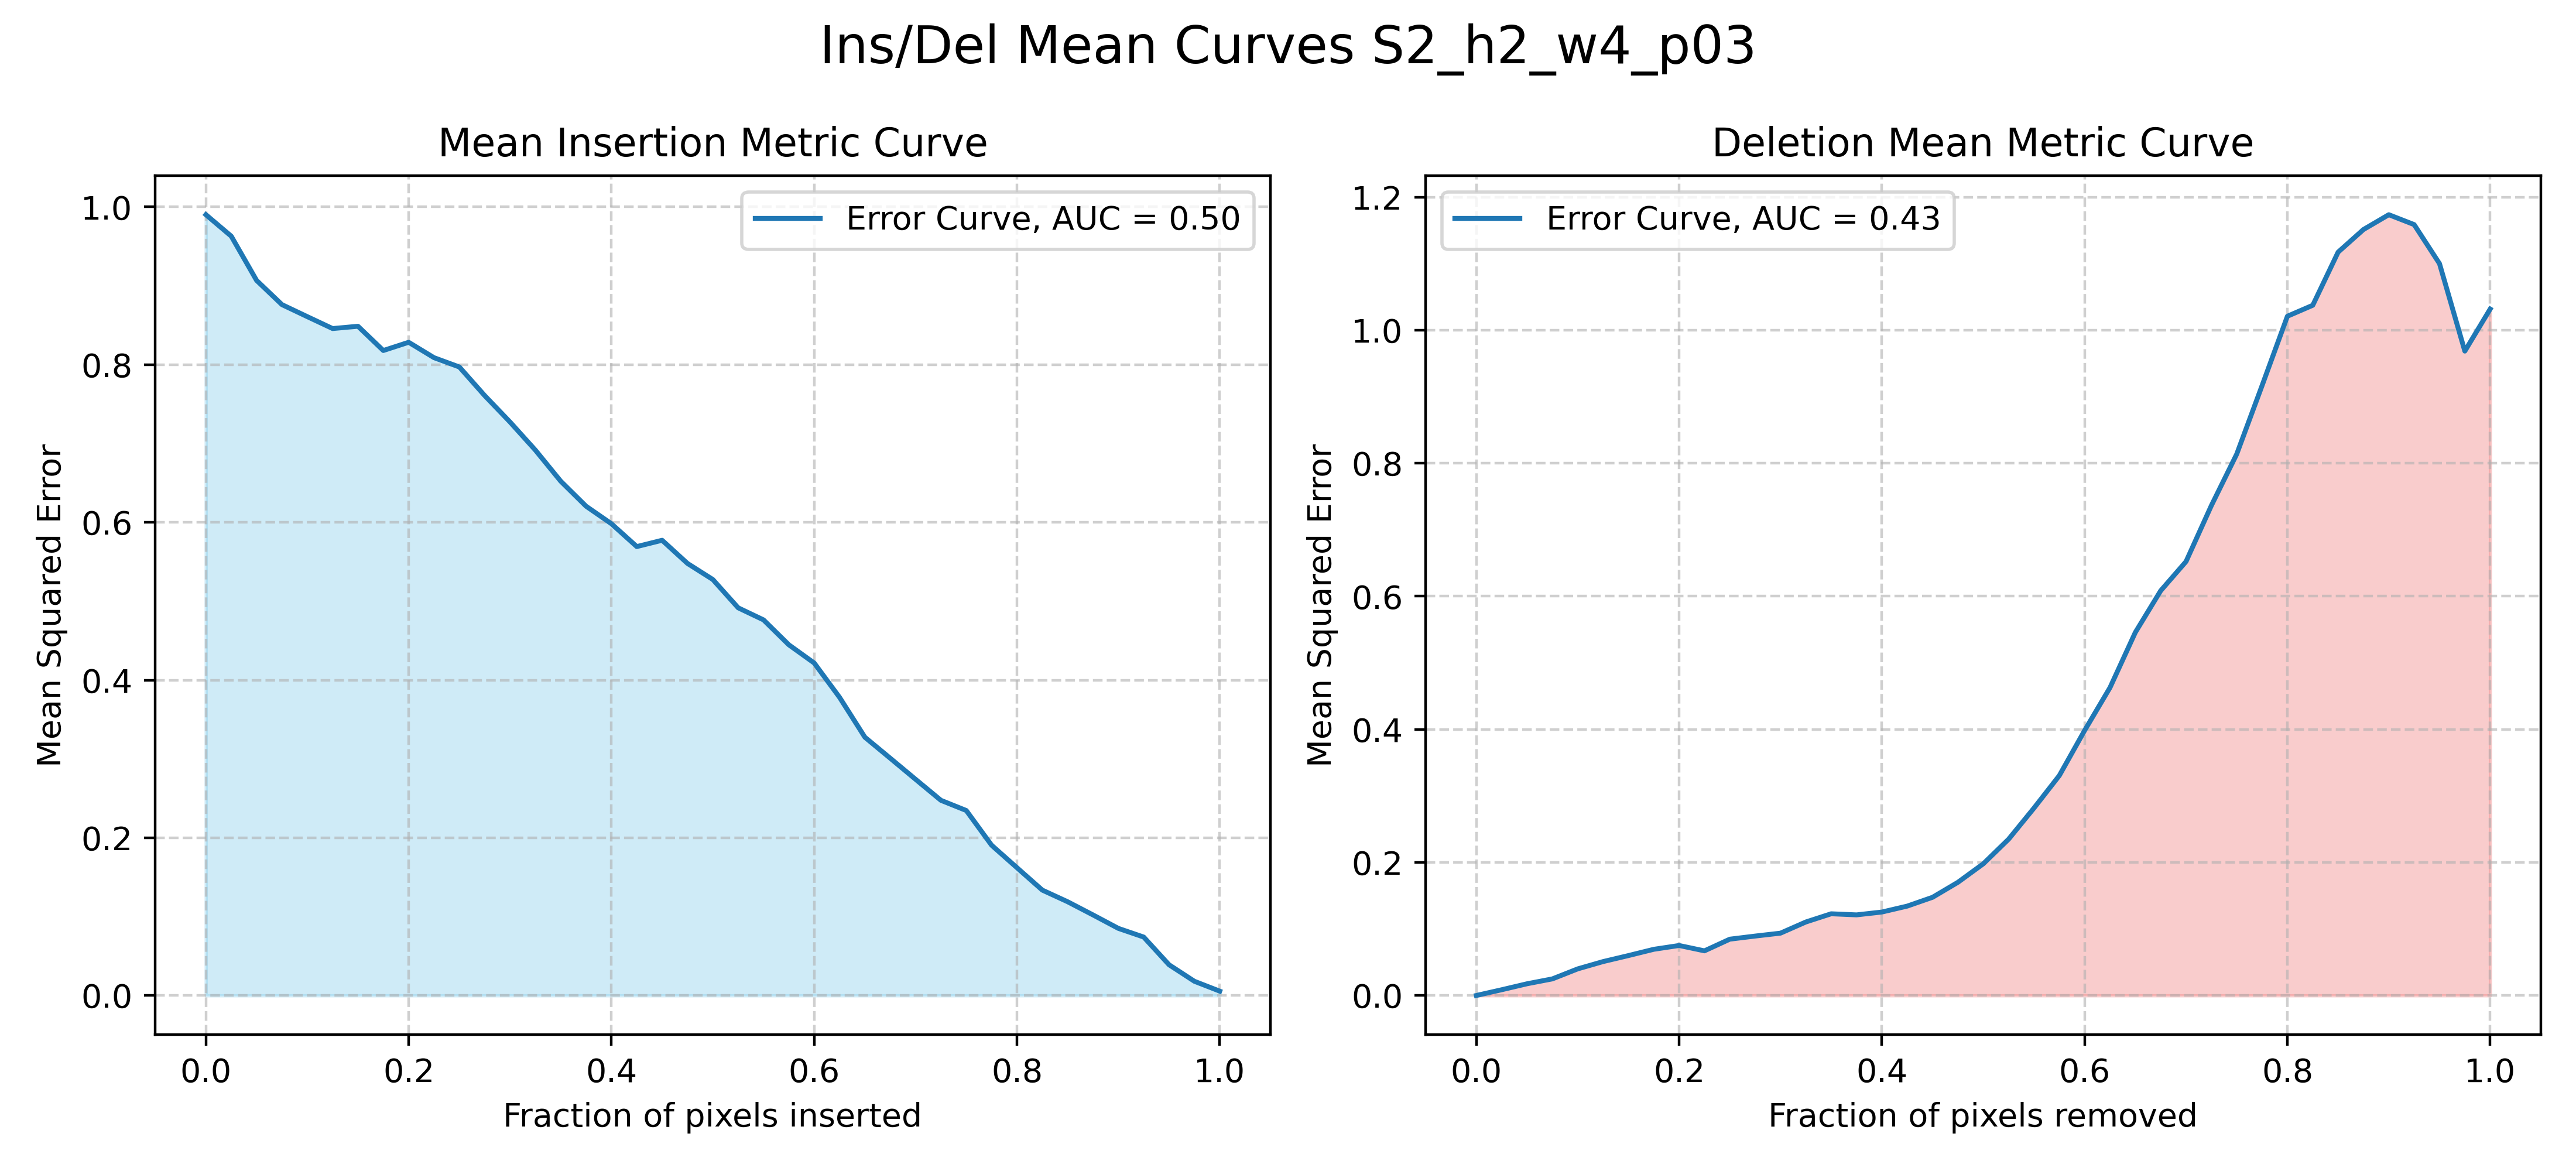 Ins/Del Mean Curves S2_h2_w4_p03
Mean Insertion Metric Curve
Mean Squared Error
1.0
0.8
0.6
0.4
0.2
0.0
Error Curve, AUC = 0.50
0.0 0.2 0.4 0.6 0.8 1.0
Fraction of pixels inserted
Deletion Mean Metric Curve
Mean Squared Error
1.2
1.0
0.8
0.6
0.4
0.2
0.0
Error Curve, AUC = 0.43
0.0 0.2 0.4 0.6 0.8 1.0
Fraction of pixels removed